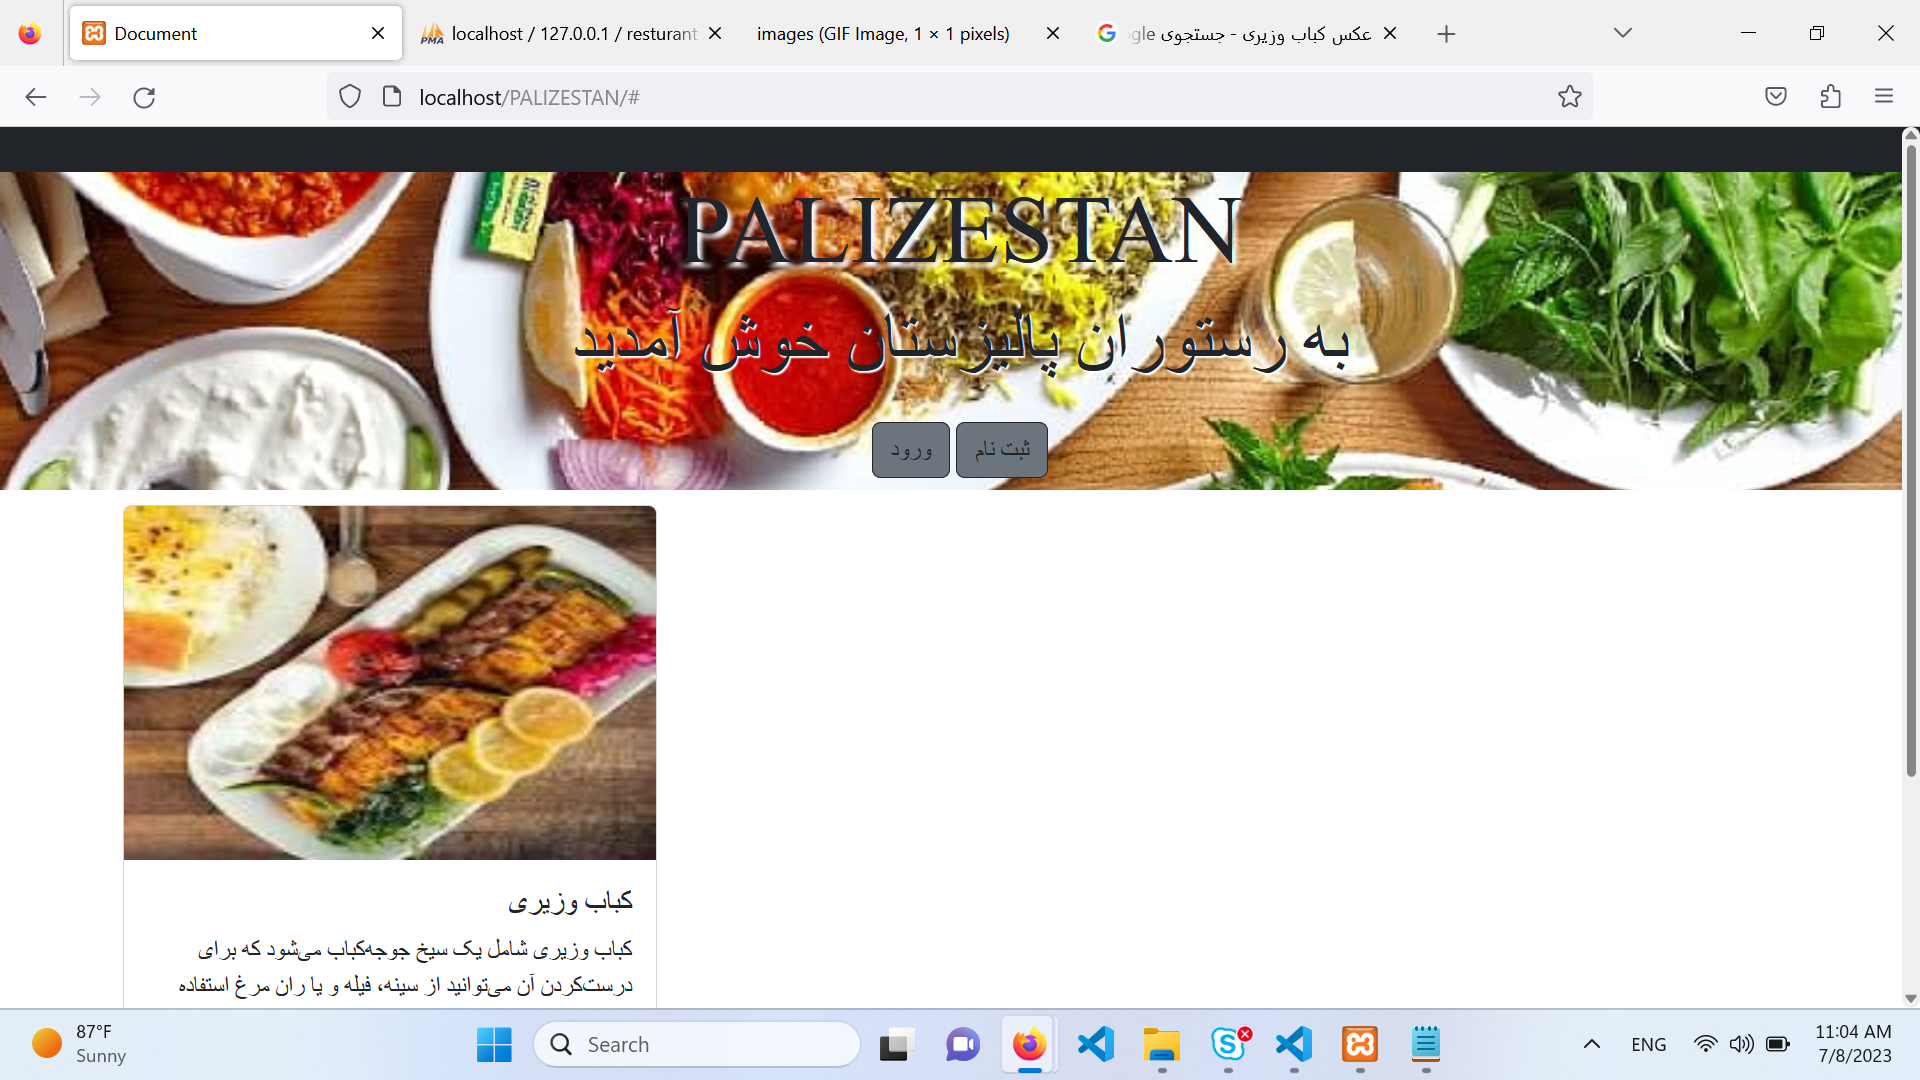 Document
localhost / 127.0.0.1 / resturant
images (GIF Image, 1 × 1 pixels)
عکس کباب وزیری - جستجوی gle
localhost/PALIZESTAN/#
PALIZESTAN
به رستوران پالیزستان خوش آمدید
ثبت نام
ورود
کباب وزیری
کباب وزیری شامل یک سیخ جوجه‌کباب می‌شود که برای
درست‌کردن آن می‌توانید از سینه، فیله و یا ران مرغ استفاده
87°F
Sunny
Search
ENG
11:04 AM
7/8/2023